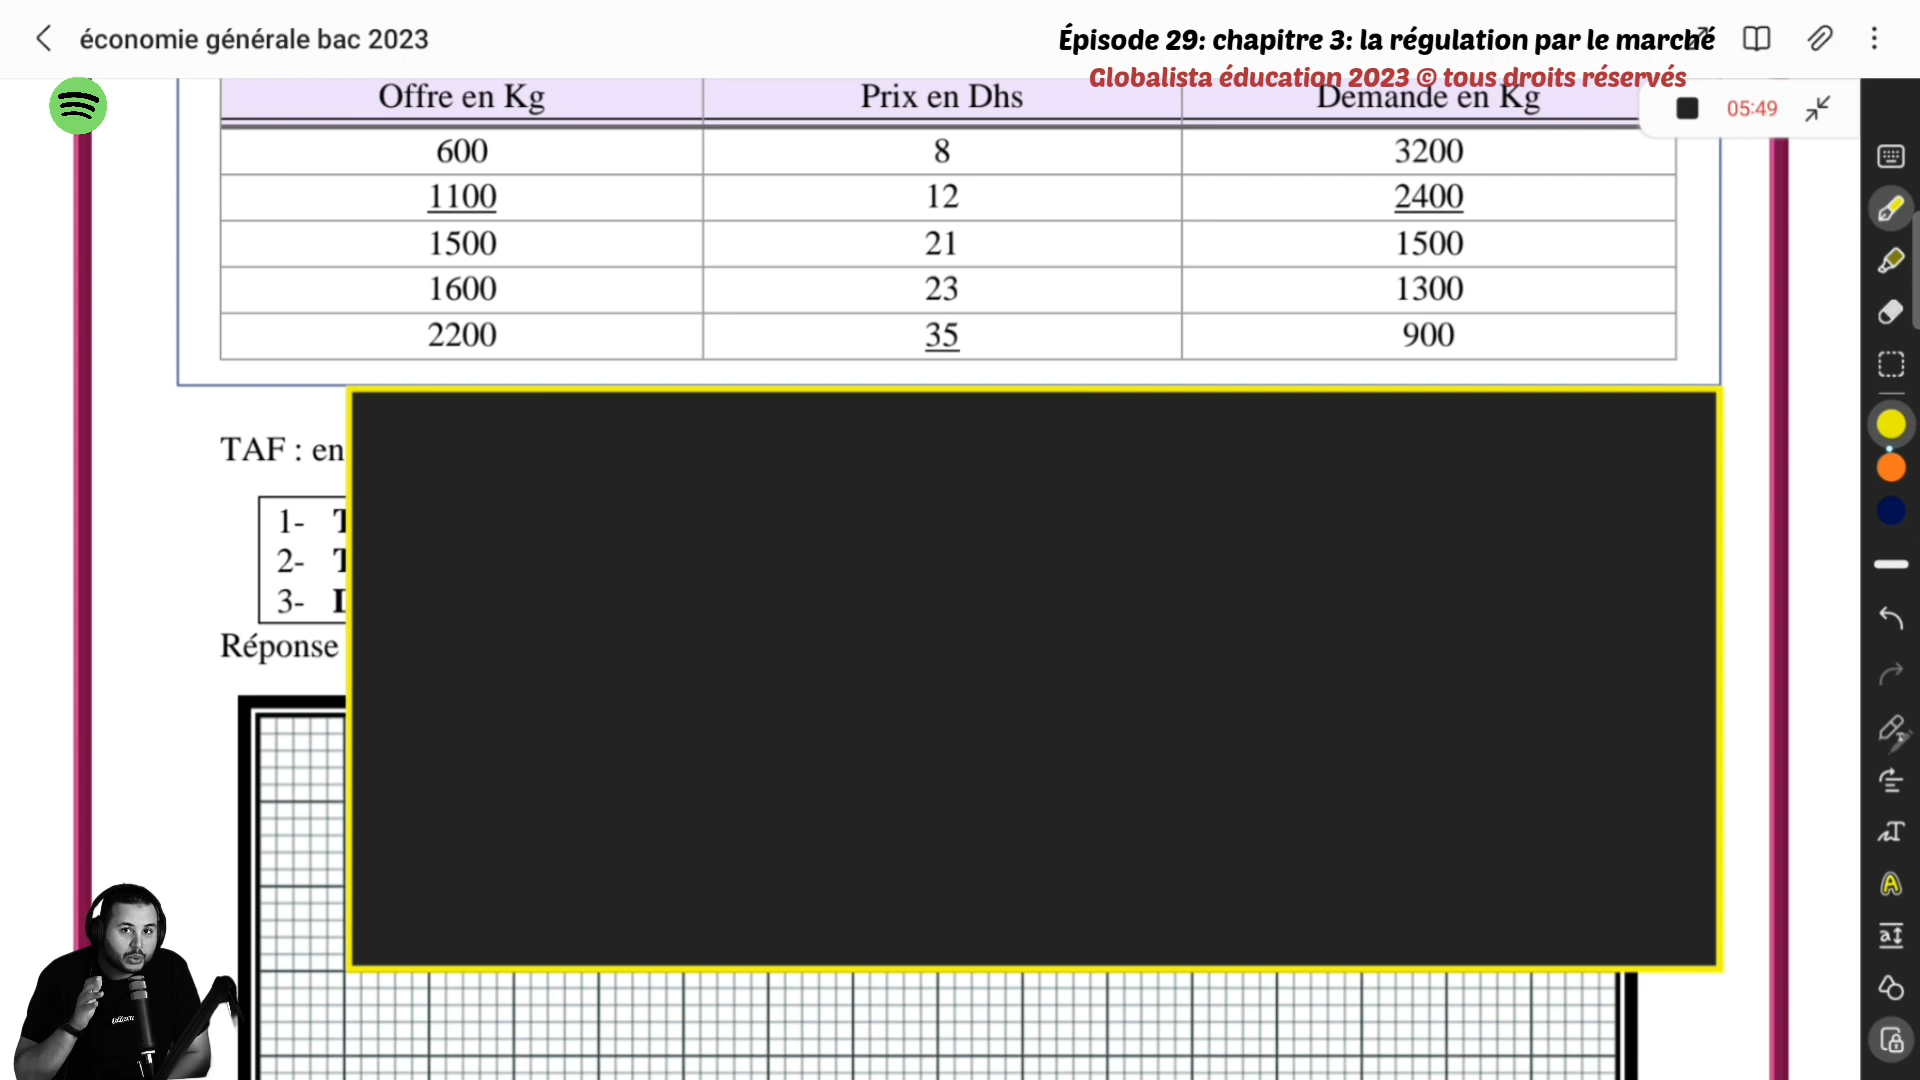 économie générale bac 2023
Épisode 29: chapitre 3: la régulation par le marché
Globalista éducation 2023 © tous droits réservés
05:49
Offre en Kg Prix en Dhs Demande en Kg
600 8 3200
1100 12 2400
1500 21 1500
1600 23 1300
2200 35 900
TAF : en
1- T
2- T
3-
Réponse